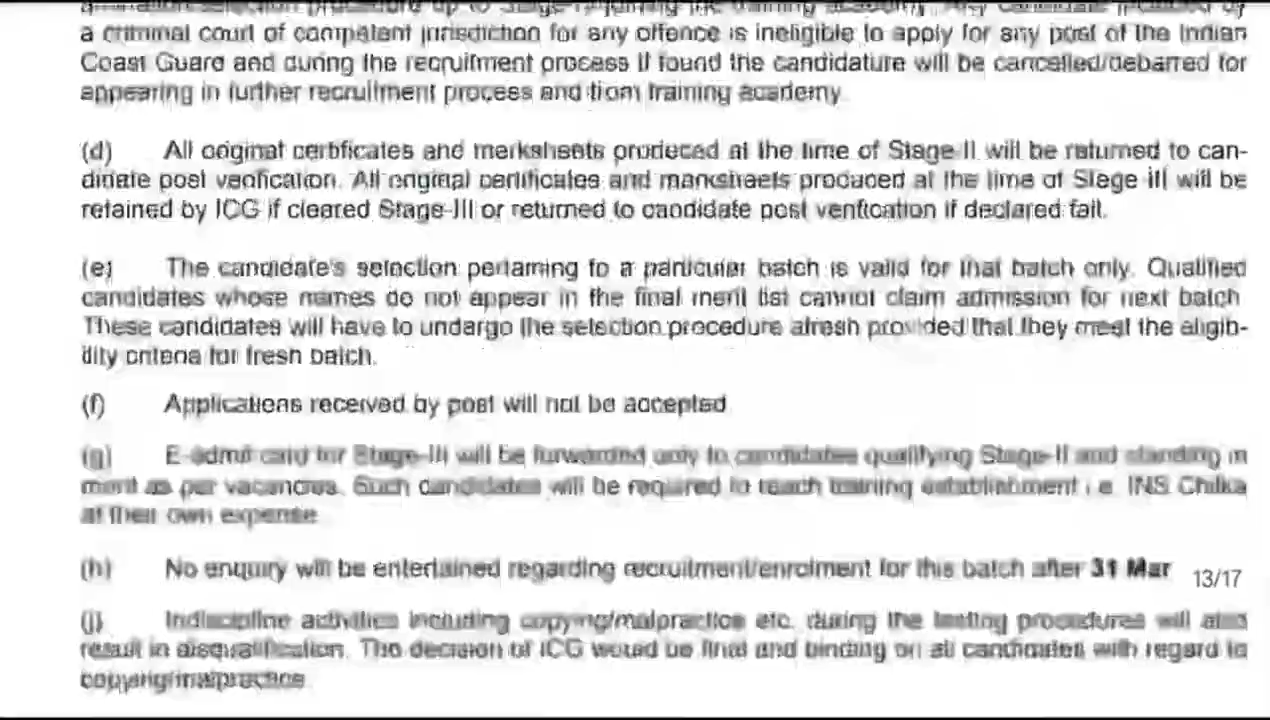 a criminal court of competent jurisdiction for any offence is ineligible to apply for any post of the Indian
Coast Guard and during the recruitment process if found the candidature will be cancelled/debarred for
appearing in further recruitment process and from training academy
(d) All original certificates and marksheets produced at the time of Stage-II will be returned to can-
didate post verification. All original certificates and marksheets produced at the time of Stage-III will be
retained by ICG if cleared Stage-III or returned to candidate post verification if declared fail.
(e) The candidate's selection pertaining to a particular batch is valid for that batch only. Qualified
candidates whose names do not appear in the final merit list cannot claim admission for next batch
These candidates will have to undergo the selection procedure afresh provided that they meet the eligib-
ility criteria for fresh batch.
(f) Applications received by post will not be accepted
(g) E-admit card for Stage-III will be forwarded only to candidates qualifying Stage-II and standing in
merit as per vacancies. Such candidates will be required to reach training establishment i.e. INS Chilka
at their own expense
(h) No enquiry will be entertained regarding recruitment/enrolment for this batch after 31 Mar
13/17
(j) Indiscipline activities including copying/malpractice etc. during the testing procedures will also
result in disqualification. The decision of ICG would be final and binding on all candidates with regard to
copying/malpractice